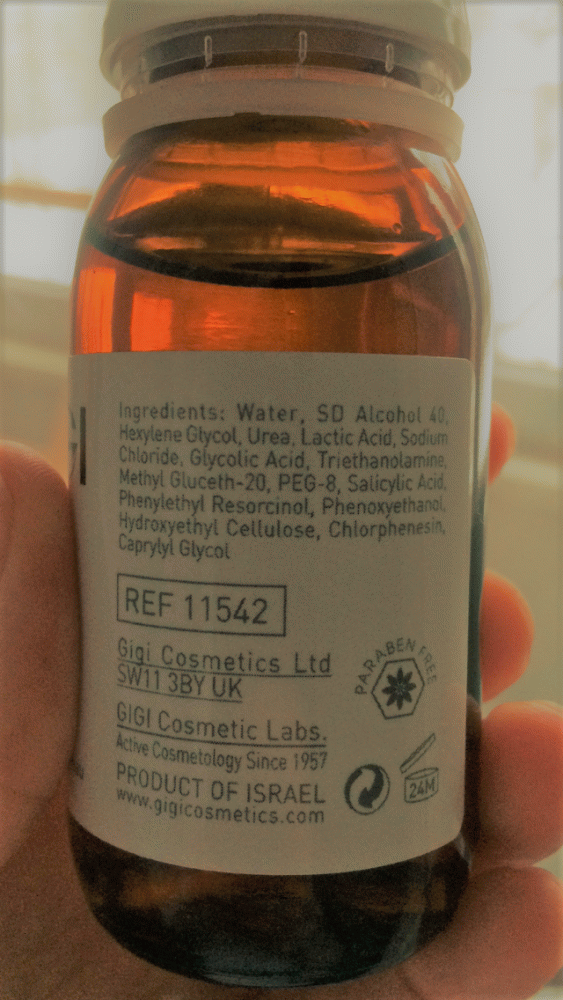 Ingredients: Water, SD Alcohol 40,
Hexylene Glycol, Urea, Lactic Acid, Sodium
Chloride, Glycolic Acid, Triethanolamine,
Methyl Gluceth-20, PEG-8, Salicylic Acid,
Phenylethyl Resorcinol, Phenoxyethanol,
Hydroxyethyl Cellulose, Chlorphenesin,
Caprylyl Glycol
REF 11542
Gigi Cosmetics Ltd
SW11 3BY UK
PARABEN FREE
GIGI Cosmetic Labs.
Active Cosmetology Since 1957
PRODUCT OF ISRAEL
www.gigicosmetics.com
24M